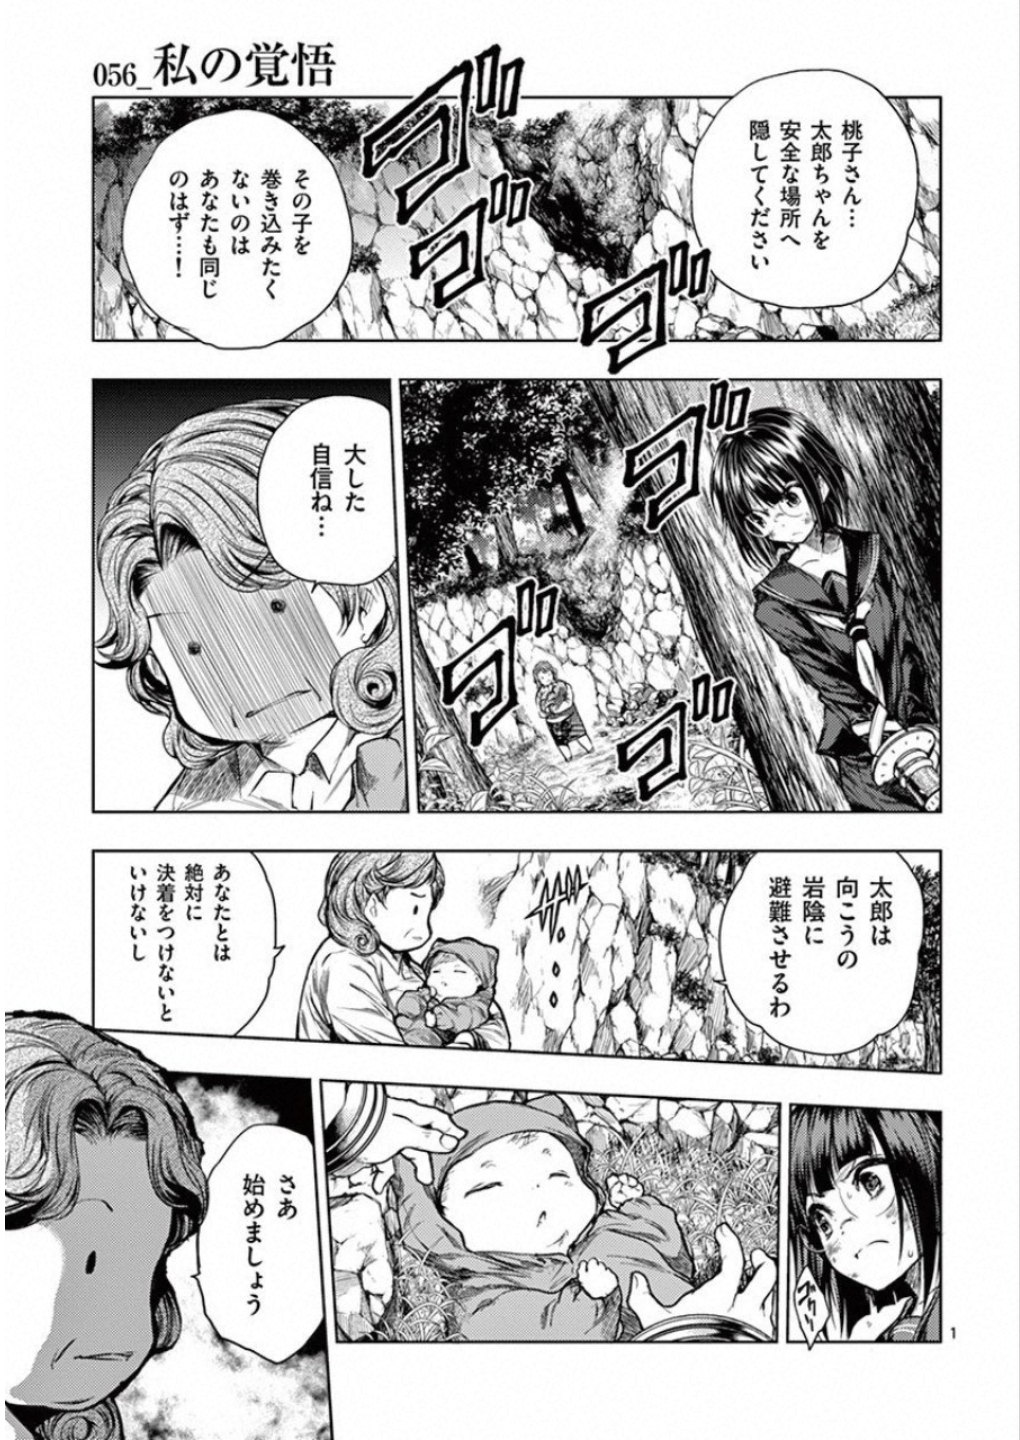 056_私の覚悟
桃子さん…
太郎ちゃんを
安全な場所へ
隠してください
その子を
巻き込みたく
ないのは
あなたも同じ
のはず…！
ゴゴゴ
ゴゴゴ
大した
自信ね…
太郎は
向こうの
岩陰に
避難させるわ
あなたとは
絶対に
決着をつけないと
いけないし
さあ
始めましょう
1